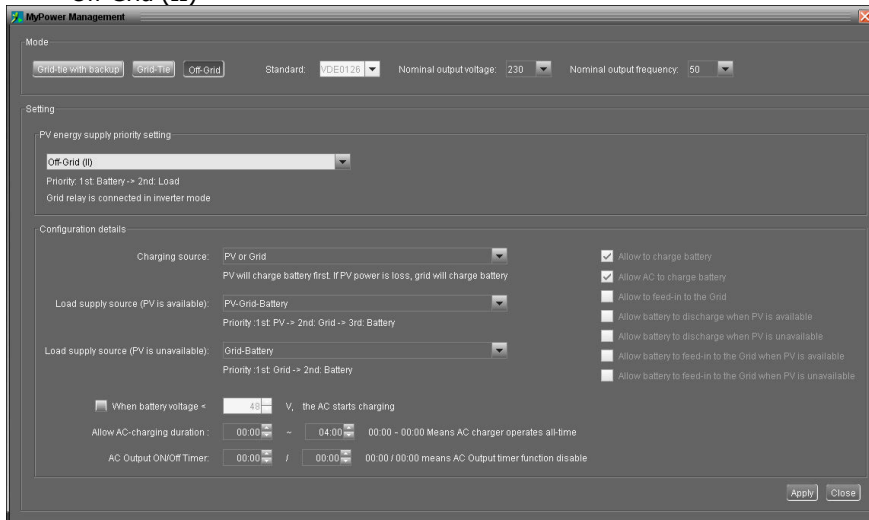 Off-Grid (II)
MyPower Management
Mode
Grid-tie with backup Grid-Tie Off-Grid Standard: VDE0126 Nominal output voltage: 230 Nominal output frequency: 50
Setting
PV energy supply priority setting
Off-Grid (II)
Priority: 1st: Battery -> 2nd: Load
Grid relay is connected in inverter mode
Configuration details
Charging source: PV or Grid
PV will charge battery first. If PV power is loss, grid will charge battery
Load supply source (PV is available): PV-Grid-Battery
Priority :1st: PV -> 2nd: Grid -> 3rd: Battery
Load supply source (PV is unavailable): Grid-Battery
Priority :1st: Grid -> 2nd: Battery
Allow to charge battery
Allow AC to charge battery
Allow to feed-in to the Grid
Allow battery to discharge when PV is available
Allow battery to discharge when PV is unavailable
Allow battery to feed-in to the Grid when PV is available
Allow battery to feed-in to the Grid when PV is unavailable
When battery voltage < 48 V, the AC starts charging
Allow AC-charging duration : 00:00 ~ 04:00 00:00 - 00:00 Means AC charger operates all-time
AC Output ON/Off Timer: 00:00 / 00:00 00:00 / 00:00 means AC Output timer function disable
Apply Close